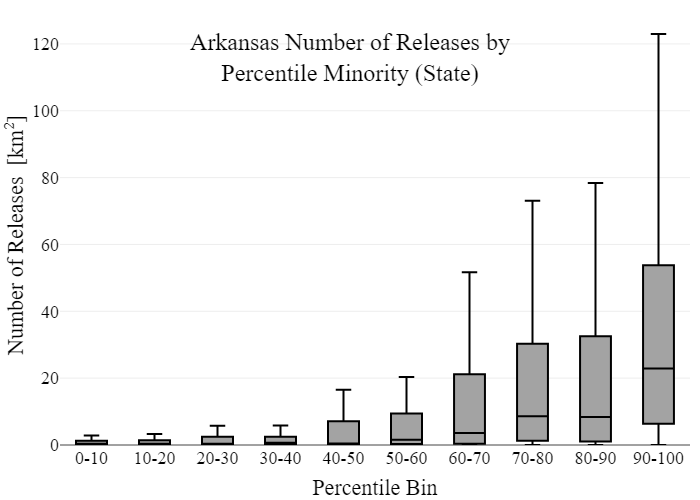 Arkansas Number of Releases by
Percentile Minority (State)
Number of Releases [km²]
120
100
80
60
40
20
0
0-10 10-20 20-30 30-40 40-50 50-60 60-70 70-80 80-90 90-100
Percentile Bin